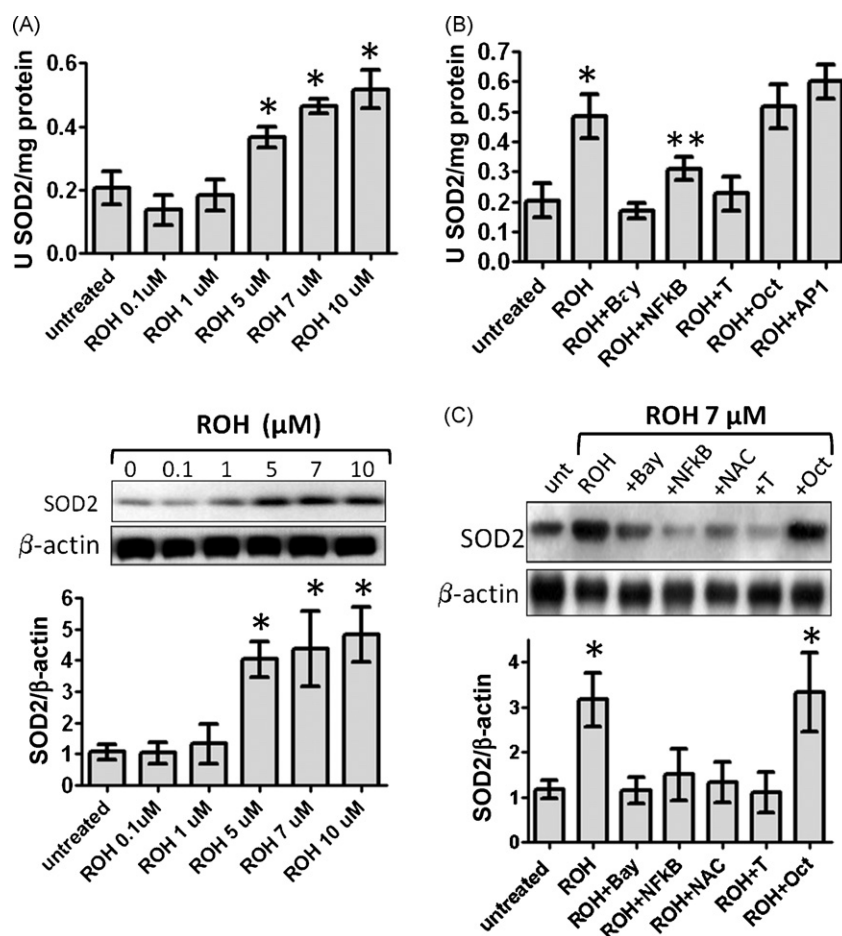 (A)
U SOD2/mg protein
0.6
0.4
0.2
0.0
* * *
untreated
ROH 0.1uM
ROH 1 uM
ROH 5 uM
ROH 7 uM
ROH 10 uM
(B)
U SOD2/mg protein
0.7
0.6
0.5
0.4
0.3
0.2
0.1
0.0
* **
untreated
ROH
ROH+Bεy
ROH+NFkB
ROH+T
ROH+Oct
ROH+AP1
ROH (μM)
0 0.1 1 5 7 10
SOD2
β-actin
SOD2/β-actin
6
5
4
3
2
1
0
* * *
untreated
ROH 0.1uM
ROH 1 uM
ROH 5 uM
ROH 7 uM
ROH 10 uM
(C)
ROH 7 μM
unt ROH +Bay +NFkB +NAC +T +Oct
SOD2
β-actin
SOD2/β-actin
4
3
2
1
0
* *
untreated
ROH
ROH+Bay
ROH+NFkB
ROH+NAC
ROH+T
ROH+Oct